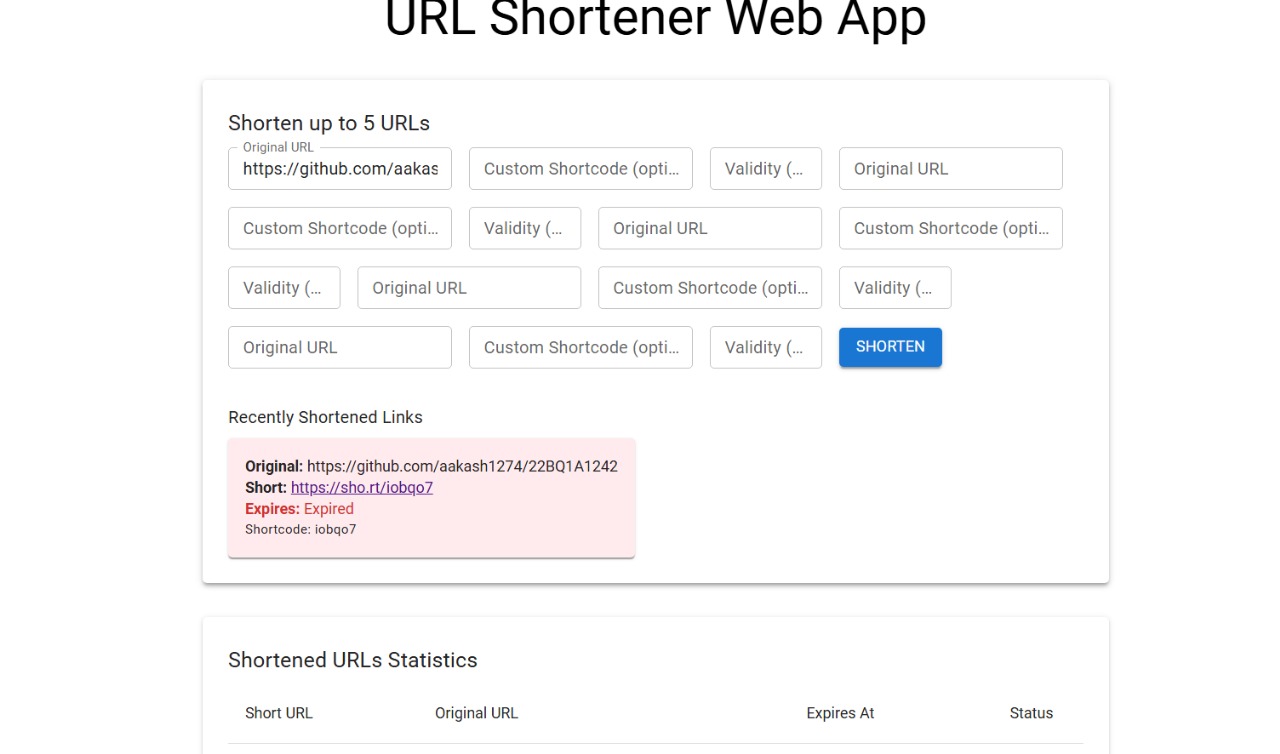 URL Shortener Web App
Shorten up to 5 URLs
Original URL
https://github.com/aakas
Custom Shortcode (opti...
Validity (...
Original URL
Custom Shortcode (opti...
Validity (...
Original URL
Custom Shortcode (opti...
Validity (...
Original URL
Custom Shortcode (opti...
Validity (...
Original URL
Custom Shortcode (opti...
Validity (...
SHORTEN
Recently Shortened Links
Original: https://github.com/aakash1274/22BQ1A1242
Short: https://sho.rt/iobqo7
Expires: Expired
Shortcode: iobqo7
Shortened URLs Statistics
Short URL
Original URL
Expires At
Status